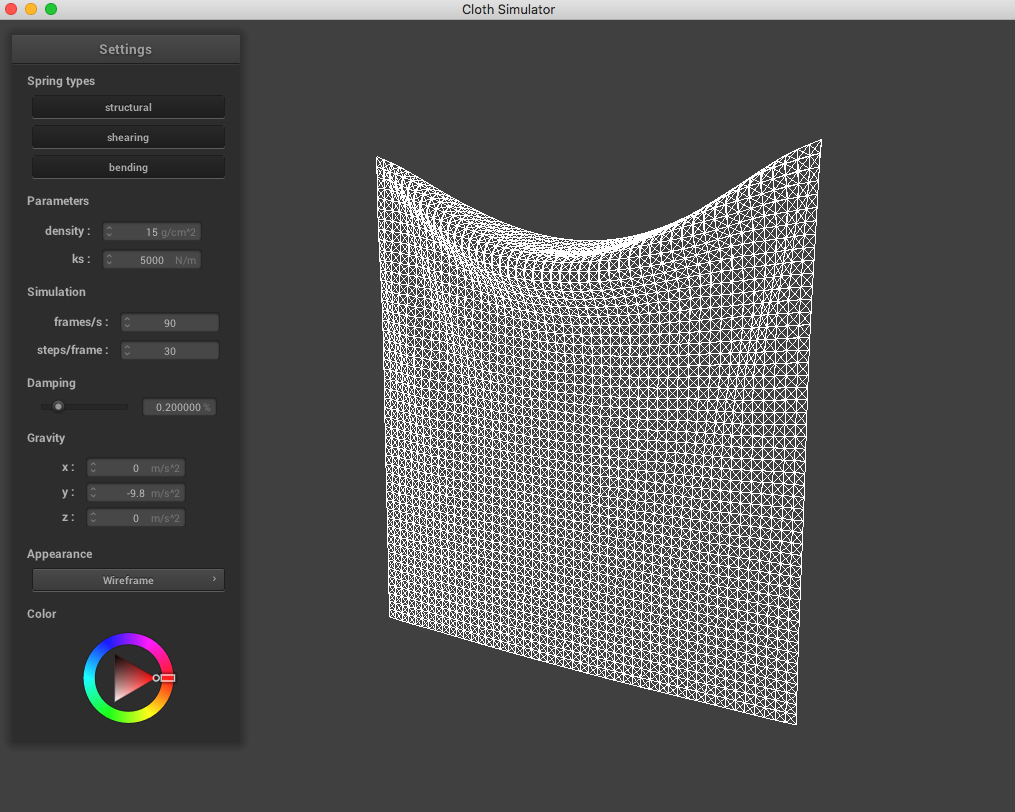 Cloth Simulator
Settings
Spring types
structural
shearing
bending
Parameters
density : 15 g/cm^2
ks : 5000 N/m
Simulation
frames/s : 90
steps/frame : 30
Damping
0.200000 %
Gravity
x : 0 m/s^2
y : -9.8 m/s^2
z : 0 m/s^2
Appearance
Wireframe
Color